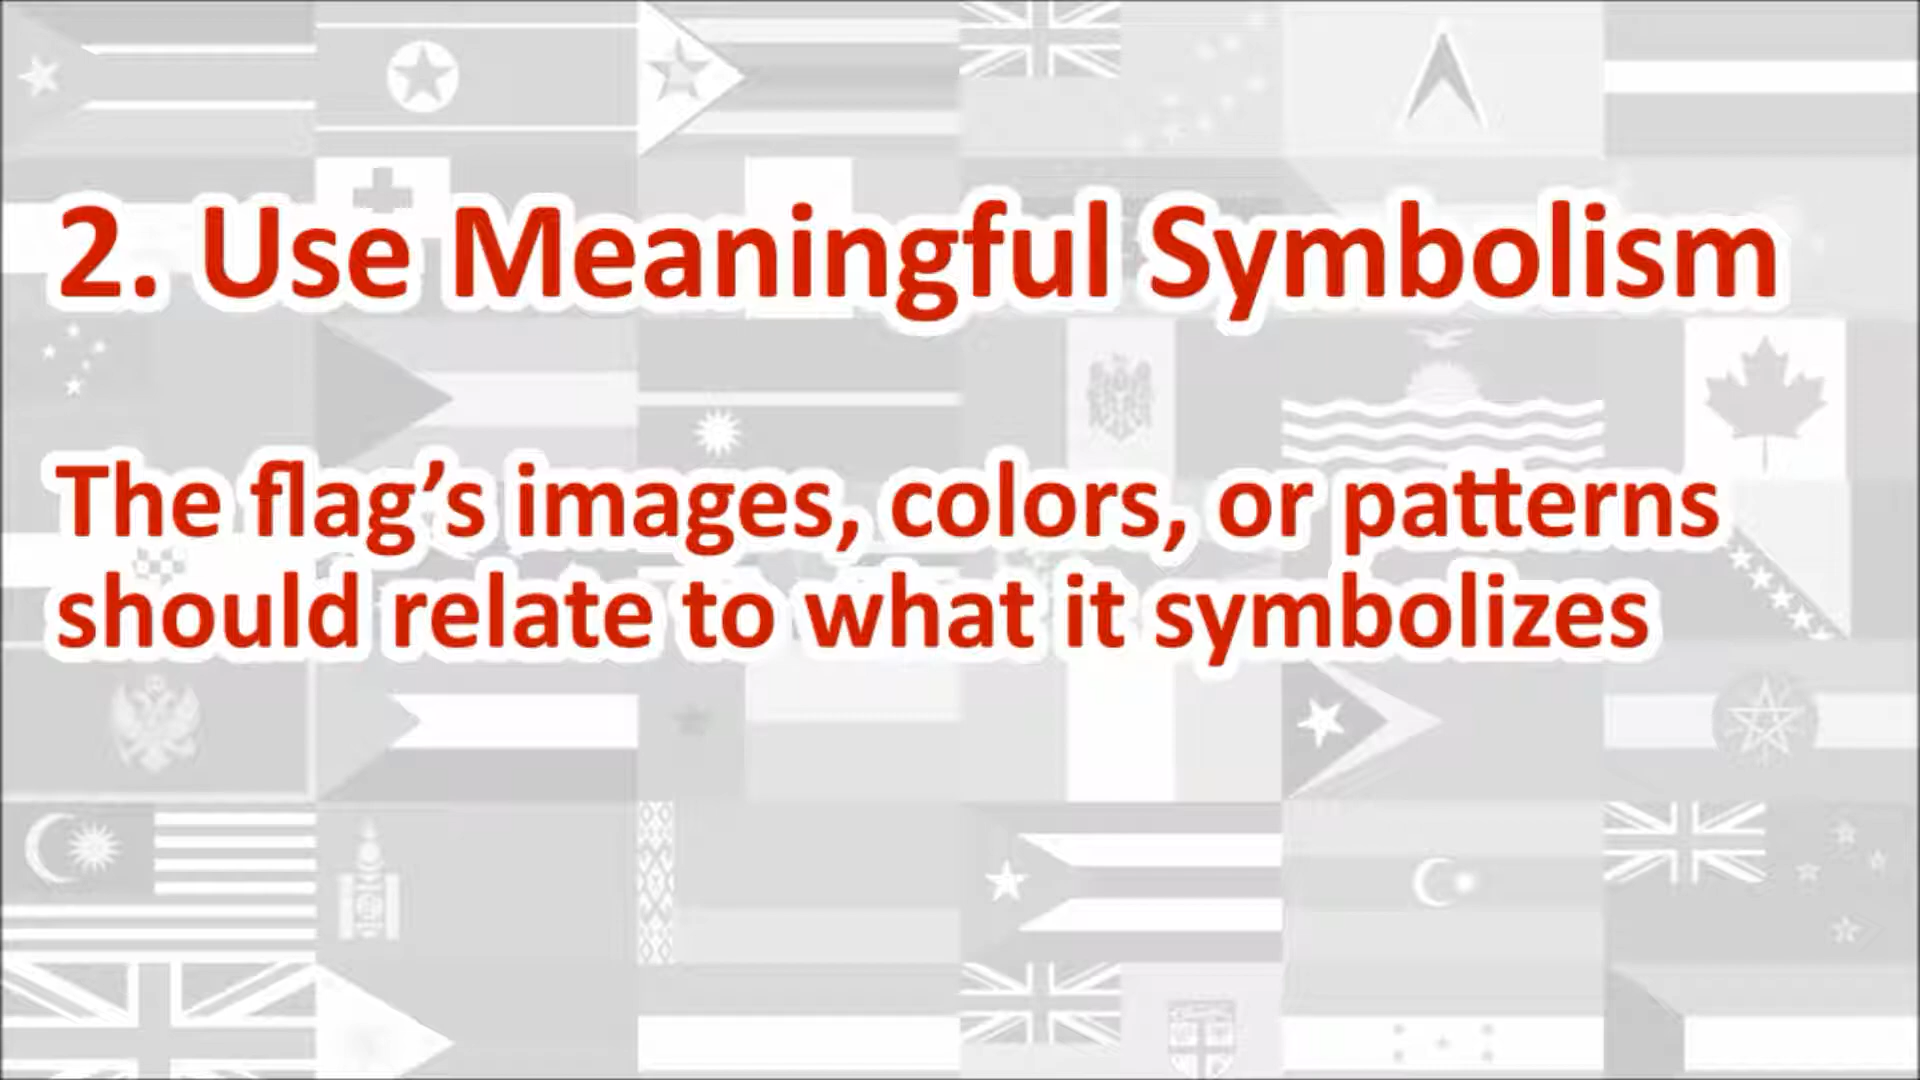 2. Use Meaningful Symbolism
The flag’s images, colors, or patterns
should relate to what it symbolizes